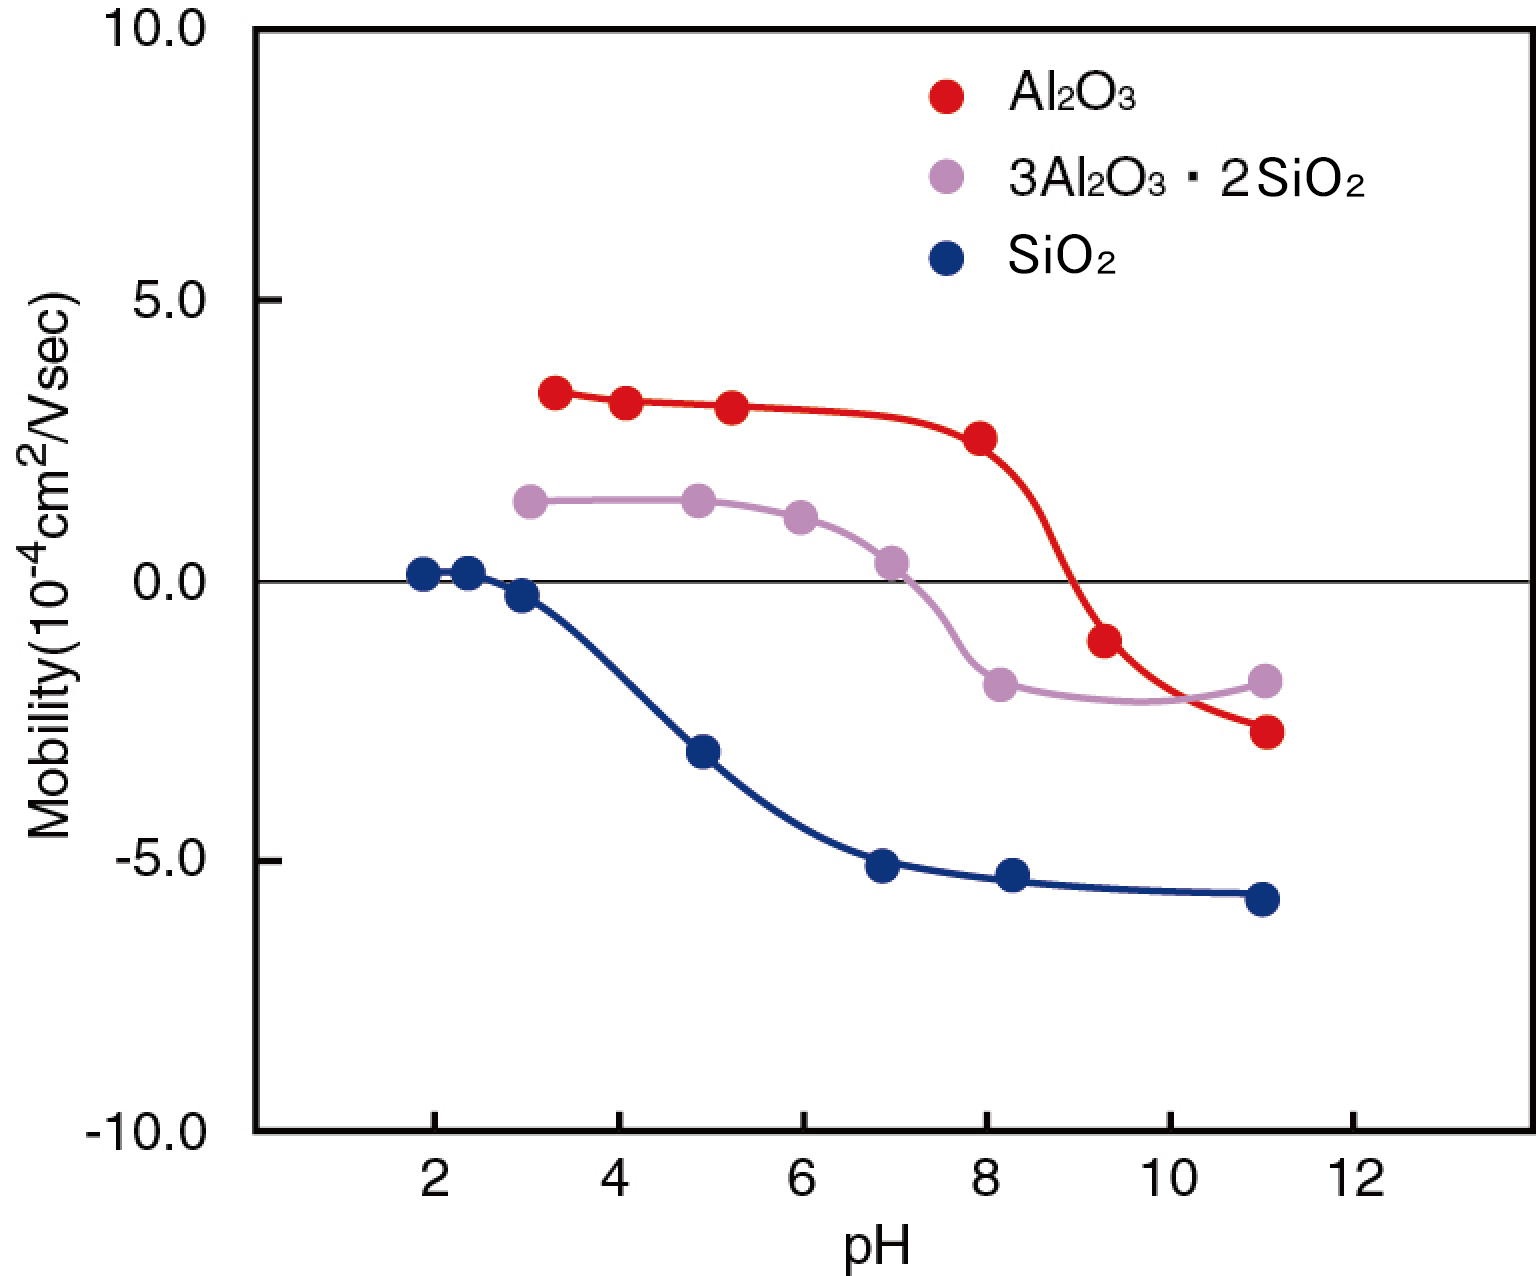 10.0
5.0
0.0
-5.0
-10.0
Mobility(10⁻⁴cm²/Vsec)
Al₂O₃
3Al₂O₃・2SiO₂
SiO₂
2 4 6 8 10 12
pH